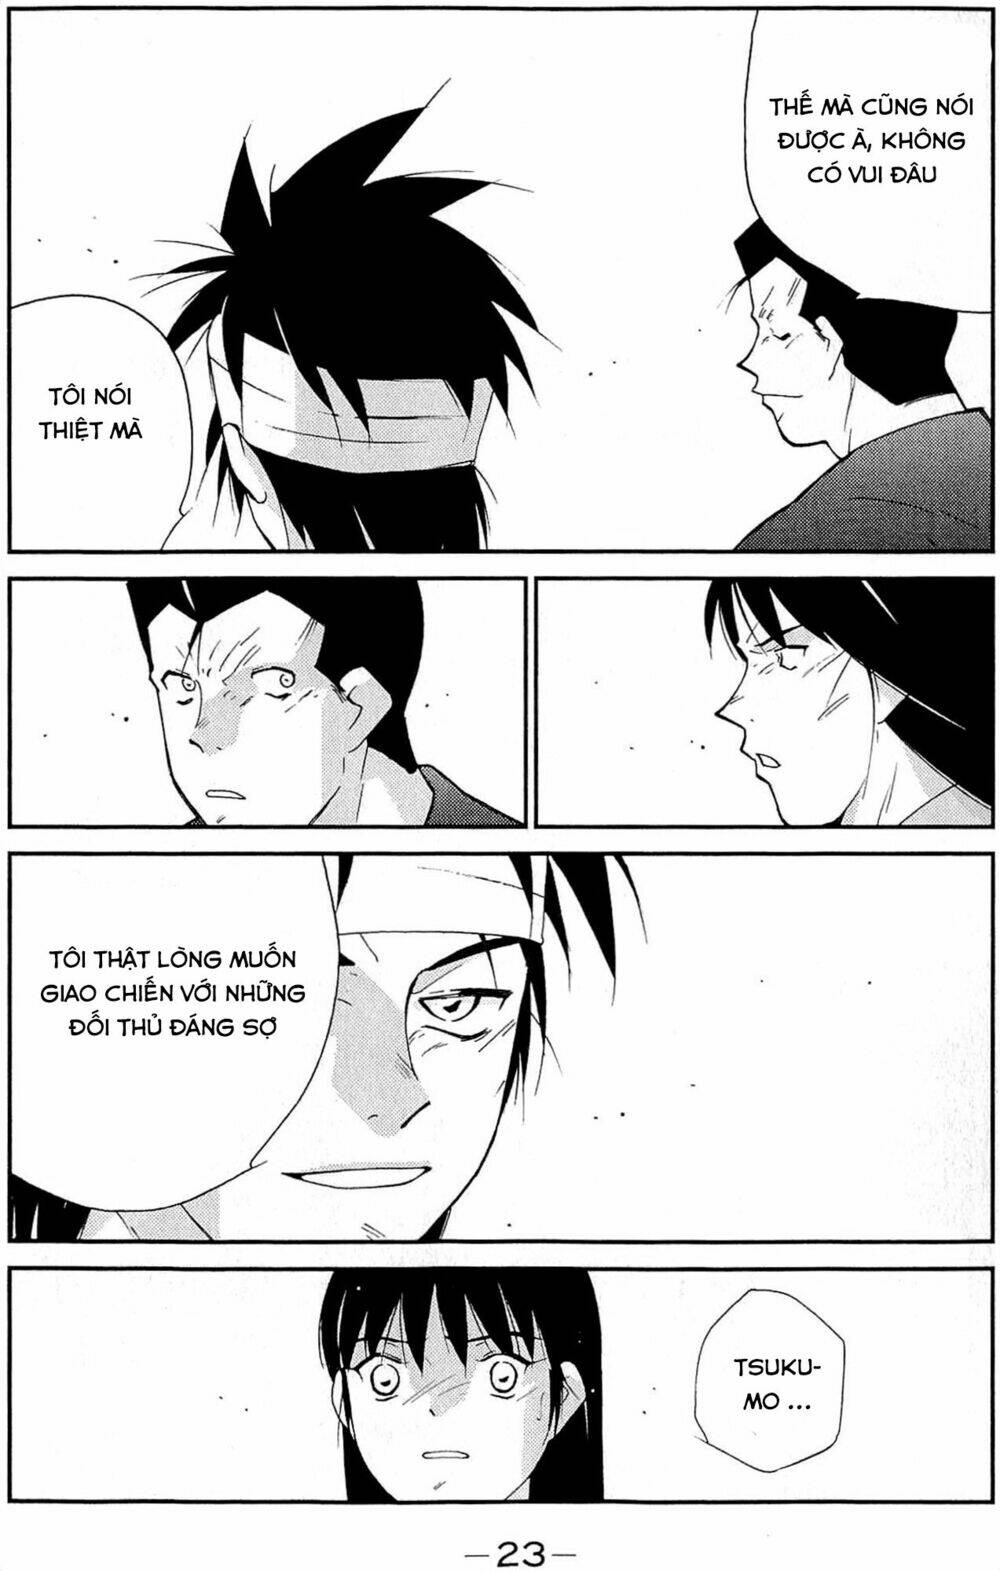 THẾ MÀ CŨNG NÓI
ĐƯỢC À, KHÔNG
CÓ VUI ĐÂU
TÔI NÓI
THIỆT MÀ
TÔI THẬT LÒNG MUỐN
GIAO CHIẾN VỚI NHỮNG
ĐỐI THỦ ĐÁNG SỢ
TSUKU-
MO ...
-23-